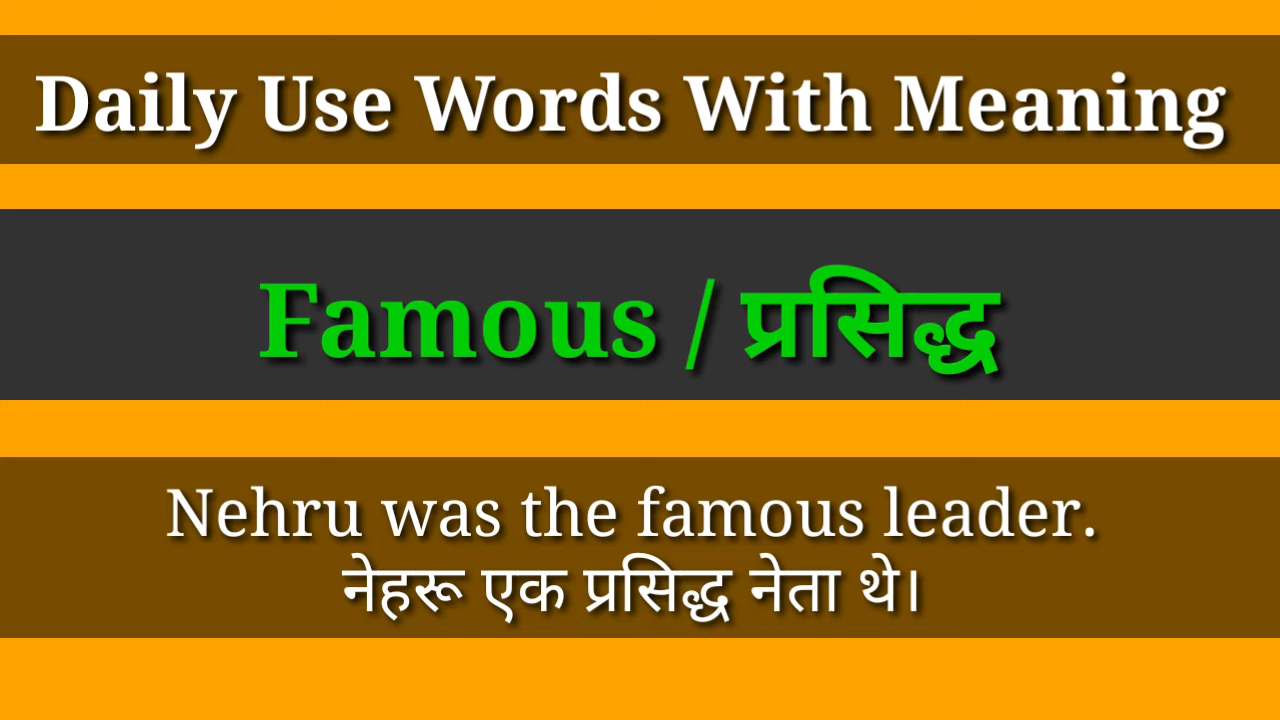 Daily Use Words With Meaning
Famous / प्रसिद्ध
Nehru was the famous leader.
नेहरू एक प्रसिद्ध नेता थे।